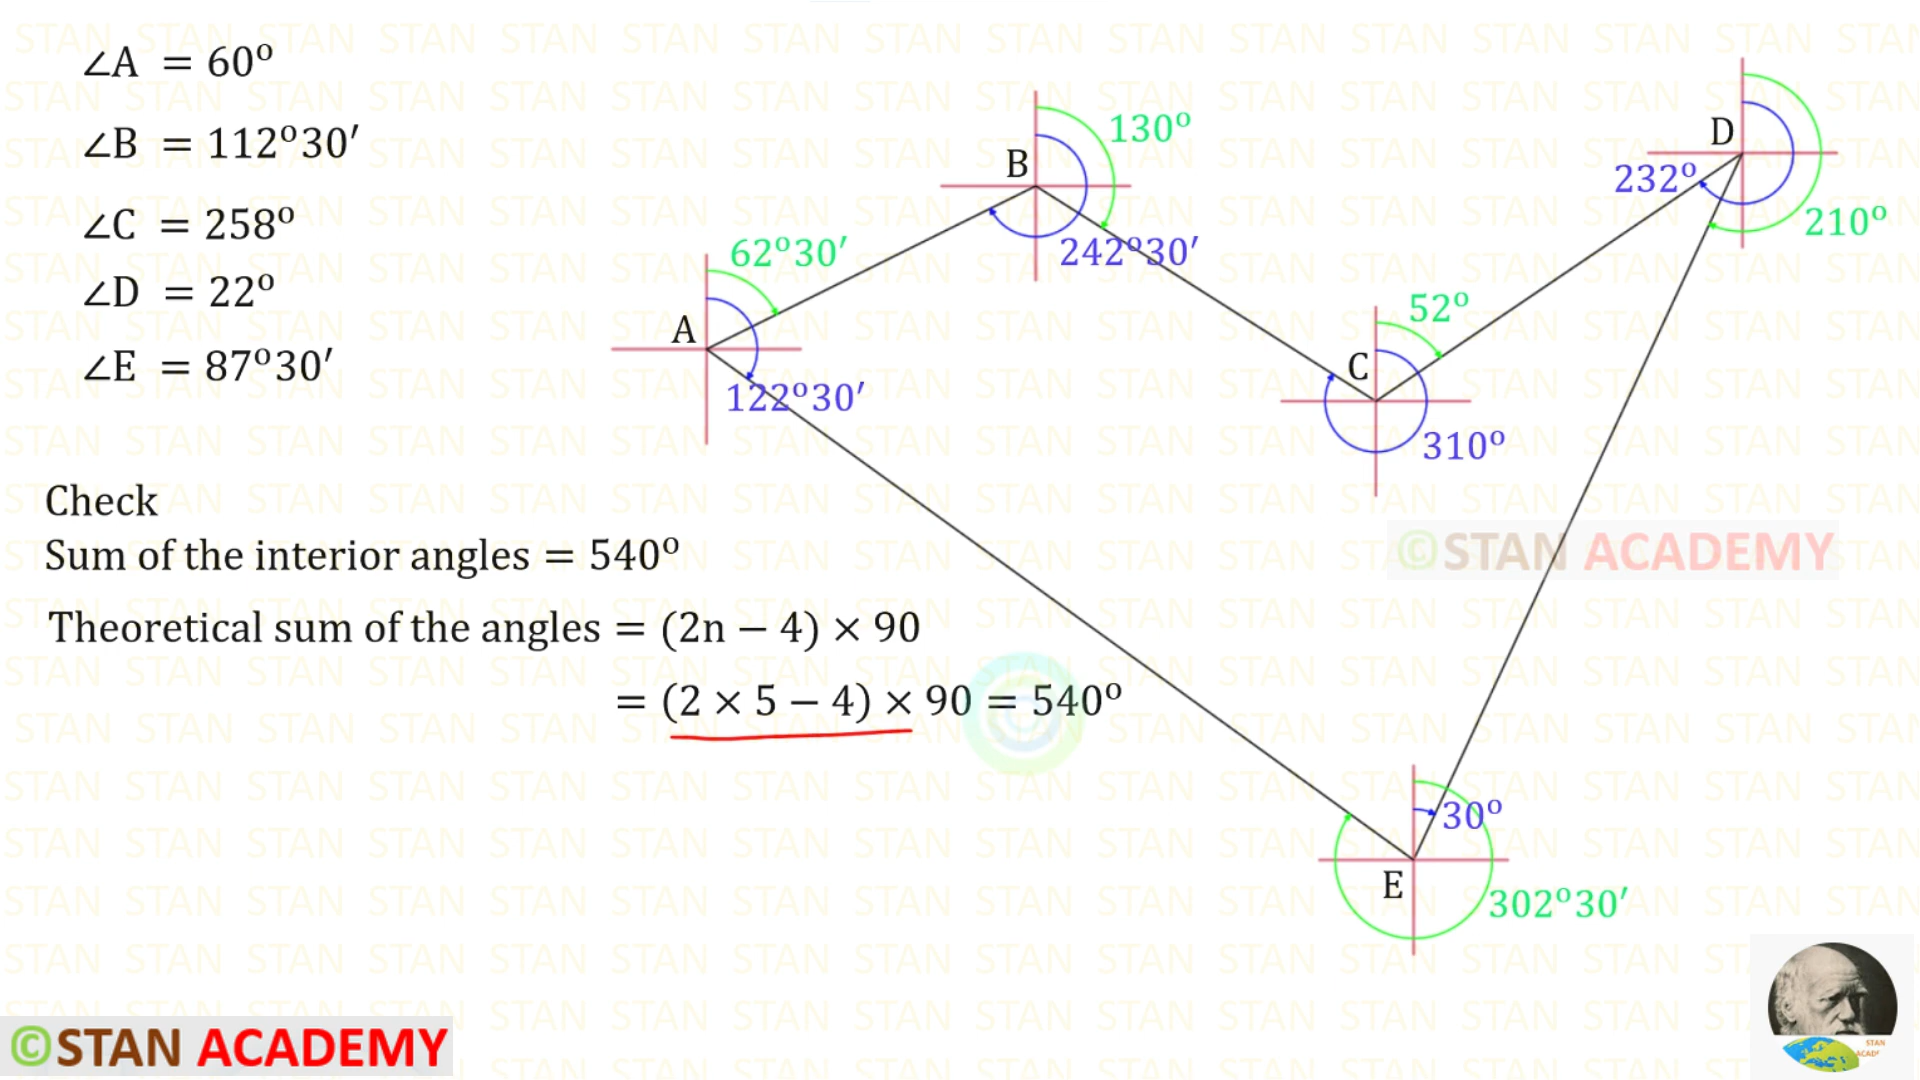 ∠A = 60°
∠B = 112°30′
∠C = 258°
∠D = 22°
∠E = 87°30′
Check
Sum of the interior angles = 540°
Theoretical sum of the angles = (2n − 4) × 90
= (2 × 5 − 4) × 90 = 540°
A
62°30′
122°30′
B
130°
242°30′
C
52°
310°
D
232°
210°
E
30°
302°30′
©STAN ACADEMY
©STAN ACADEMY
STAN
ACADE